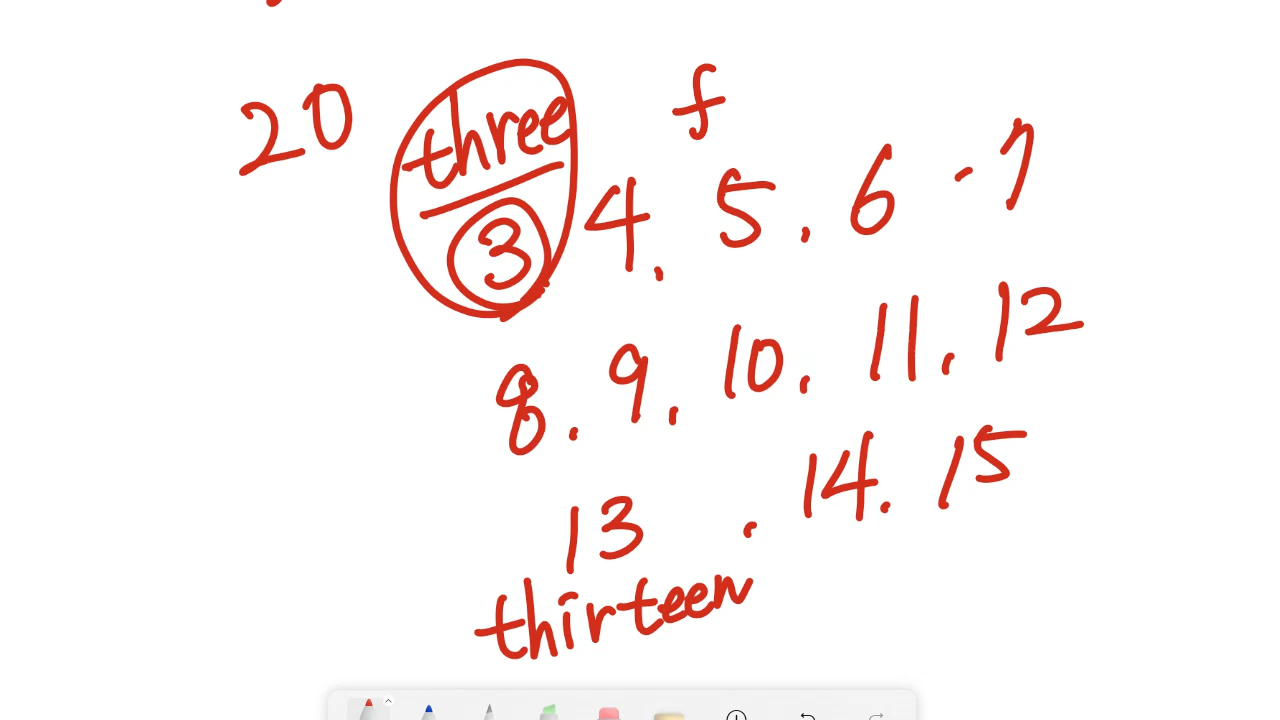 20 three f
3 4. 5. 6 . 7
8. 9. 10. 11. 12
13 . 14. 15
thirteen